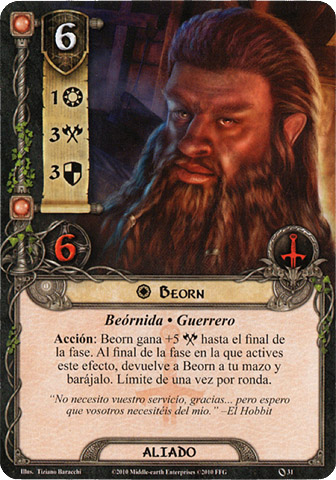 6
1
3
3
6
Beorn
Beórnida • Guerrero
Acción: Beorn gana +5 hasta el final de
la fase. Al final de la fase en la que actives
este efecto, devuelve a Beorn a tu mazo y
barájalo. Límite de una vez por ronda.
“No necesito vuestro servicio, gracias... pero espero
que vosotros necesitéis del mío.” –El Hobbit
ALIADO
Illus. Tiziano Baracchi ©2010 Middle-earth Enterprises ©2010 FFG 31